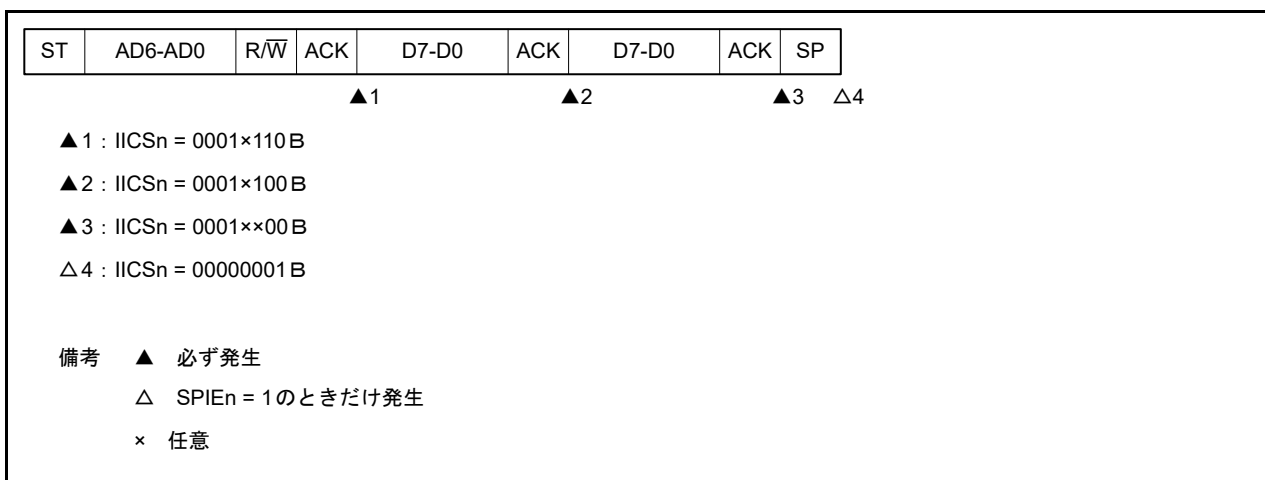 ST AD6-AD0 R/W̅ ACK D7-D0 ACK D7-D0 ACK SP
▲1 ▲2 ▲3 △4
▲1：IICSn = 0001×110B
▲2：IICSn = 0001×100B
▲3：IICSn = 0001××00B
△4：IICSn = 00000001B
備考 ▲ 必ず発生
△ SPIEn = 1のときだけ発生
× 任意